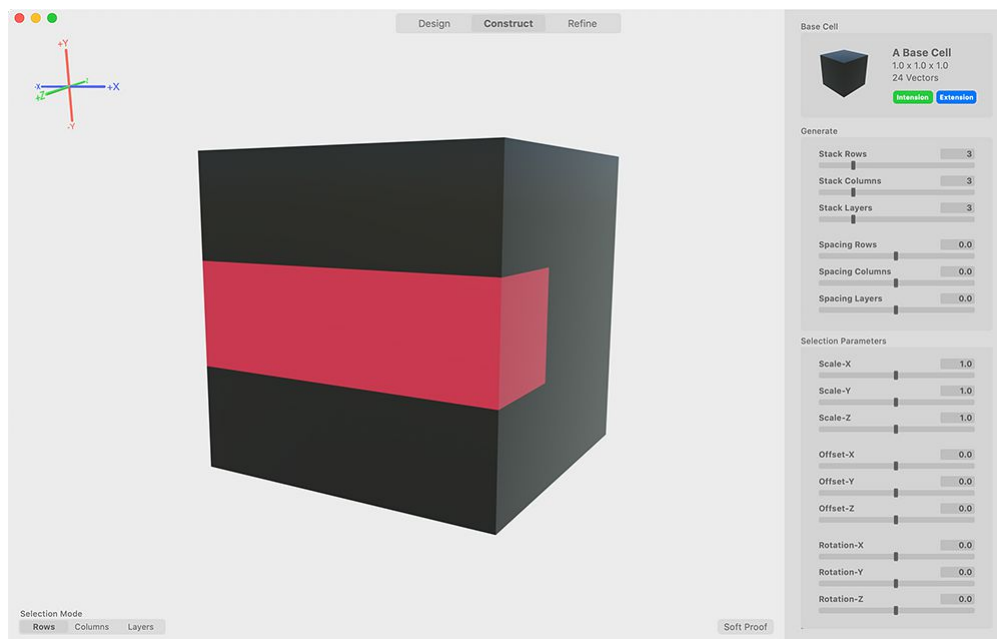 Design Construct Refine
+Y
-X +X
z
+Z
-Y
Base Cell
A Base Cell
1.0 x 1.0 x 1.0
24 Vectors
Intension Extension
Generate
Stack Rows 3
Stack Columns 3
Stack Layers 3
Spacing Rows 0.0
Spacing Columns 0.0
Spacing Layers 0.0
Selection Parameters
Scale-X 1.0
Scale-Y 1.0
Scale-Z 1.0
Offset-X 0.0
Offset-Y 0.0
Offset-Z 0.0
Rotation-X 0.0
Rotation-Y 0.0
Rotation-Z 0.0
Selection Mode
Rows Columns Layers
Soft Proof